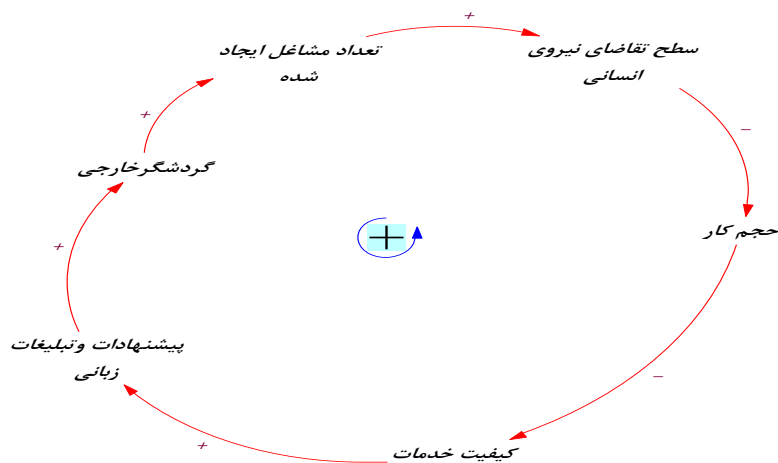 +
تعداد مشاغل ایجاد
شده
سطح تقاضای نیروی
انسانی
+
–
گردشگرخارجی
حجم کار
+
+
پیشنهادات وتبلیغات
زبانی
–
+
کیفیت خدمات